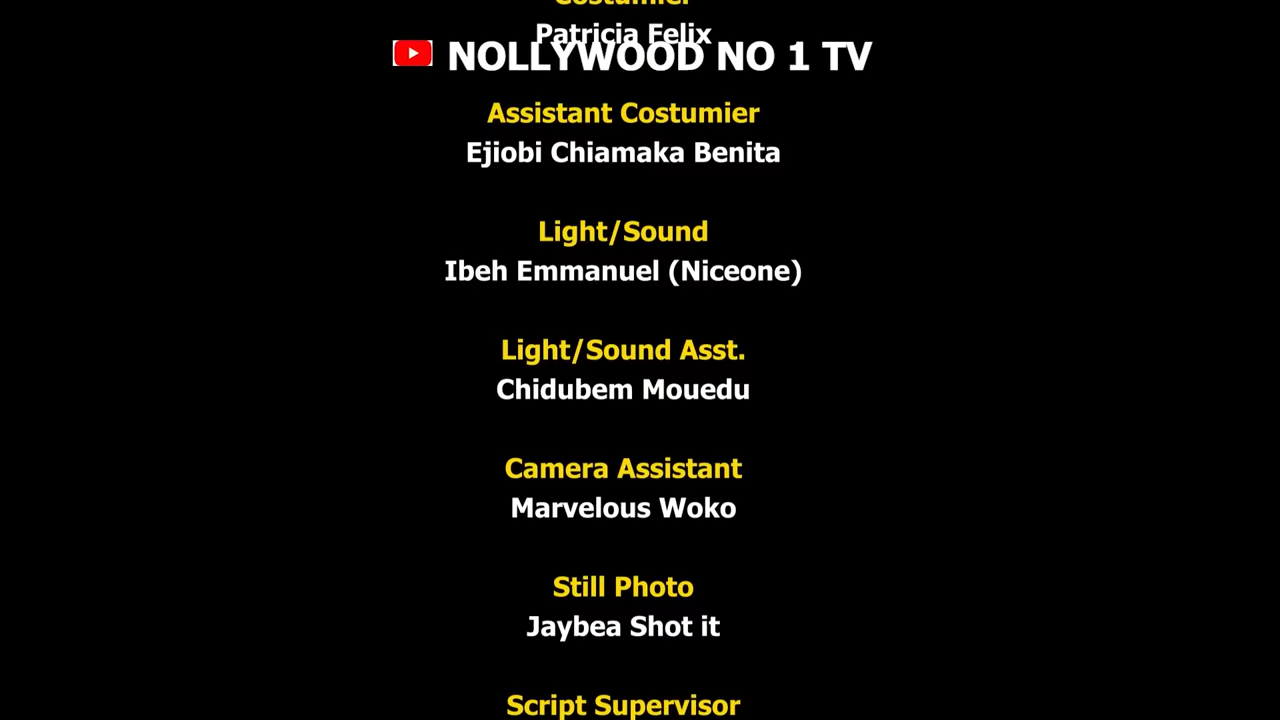 Costumier
Patricia Felix
NOLLYWOOD NO 1 TV
Assistant Costumier
Ejiobi Chiamaka Benita
Light/Sound
Ibeh Emmanuel (Niceone)
Light/Sound Asst.
Chidubem Mouedu
Camera Assistant
Marvelous Woko
Still Photo
Jaybea Shot it
Script Supervisor